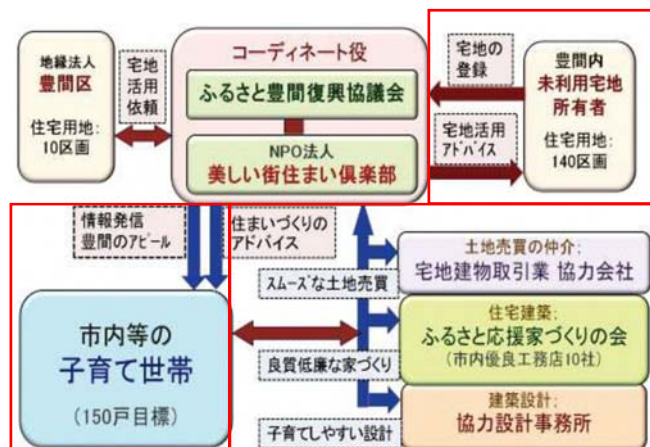 地縁法人
豊間区
住宅用地:
10区画
宅地
活用
依頼
コーディネート役
ふるさと豊間復興協議会
NPO法人
美しい街住まい倶楽部
宅地の
登録
宅地活用
アドバイス
豊間内
未利用宅地
所有者
住宅用地:
140区画
情報発信
豊間のアピール
住まいづくりの
アドバイス
市内等の
子育て世帯
(150戸目標)
スムーズな土地売買
良質低廉な家づくり
子育てしやすい設計
土地売買の仲介:
宅地建物取引業 協力会社
住宅建築:
ふるさと応援家づくりの会
(市内優良工務店10社)
建築設計:
協力設計事務所